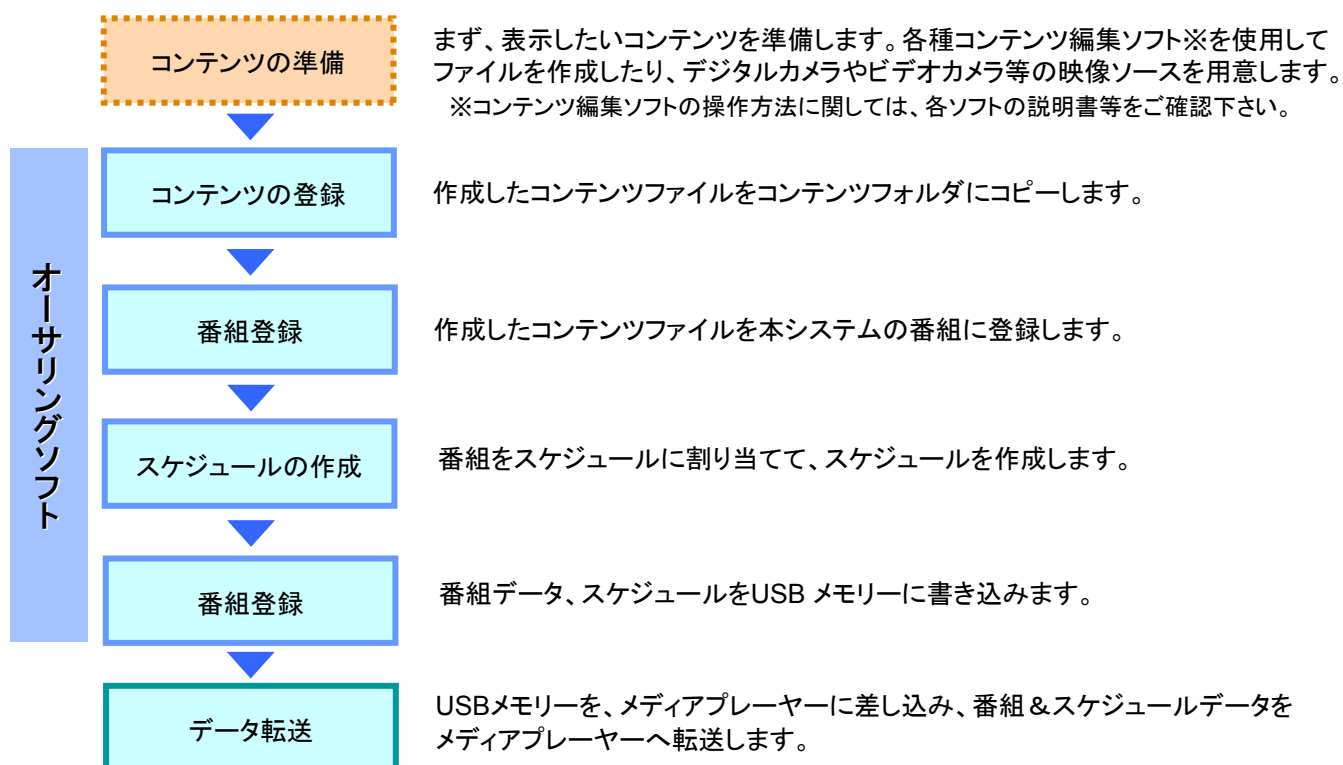 コンテンツの準備
まず、表示したいコンテンツを準備します。各種コンテンツ編集ソフト※を使用して
ファイルを作成したり、デジタルカメラやビデオカメラ等の映像ソースを用意します。
※コンテンツ編集ソフトの操作方法に関しては、各ソフトの説明書等をご確認下さい。
オーサリングソフト
コンテンツの登録
作成したコンテンツファイルをコンテンツフォルダにコピーします。
番組登録
作成したコンテンツファイルを本システムの番組に登録します。
スケジュールの作成
番組をスケジュールに割り当てて、スケジュールを作成します。
番組登録
番組データ、スケジュールをUSB メモリーに書き込みます。
データ転送
USBメモリーを、メディアプレーヤーに差し込み、番組＆スケジュールデータを
メディアプレーヤーへ転送します。